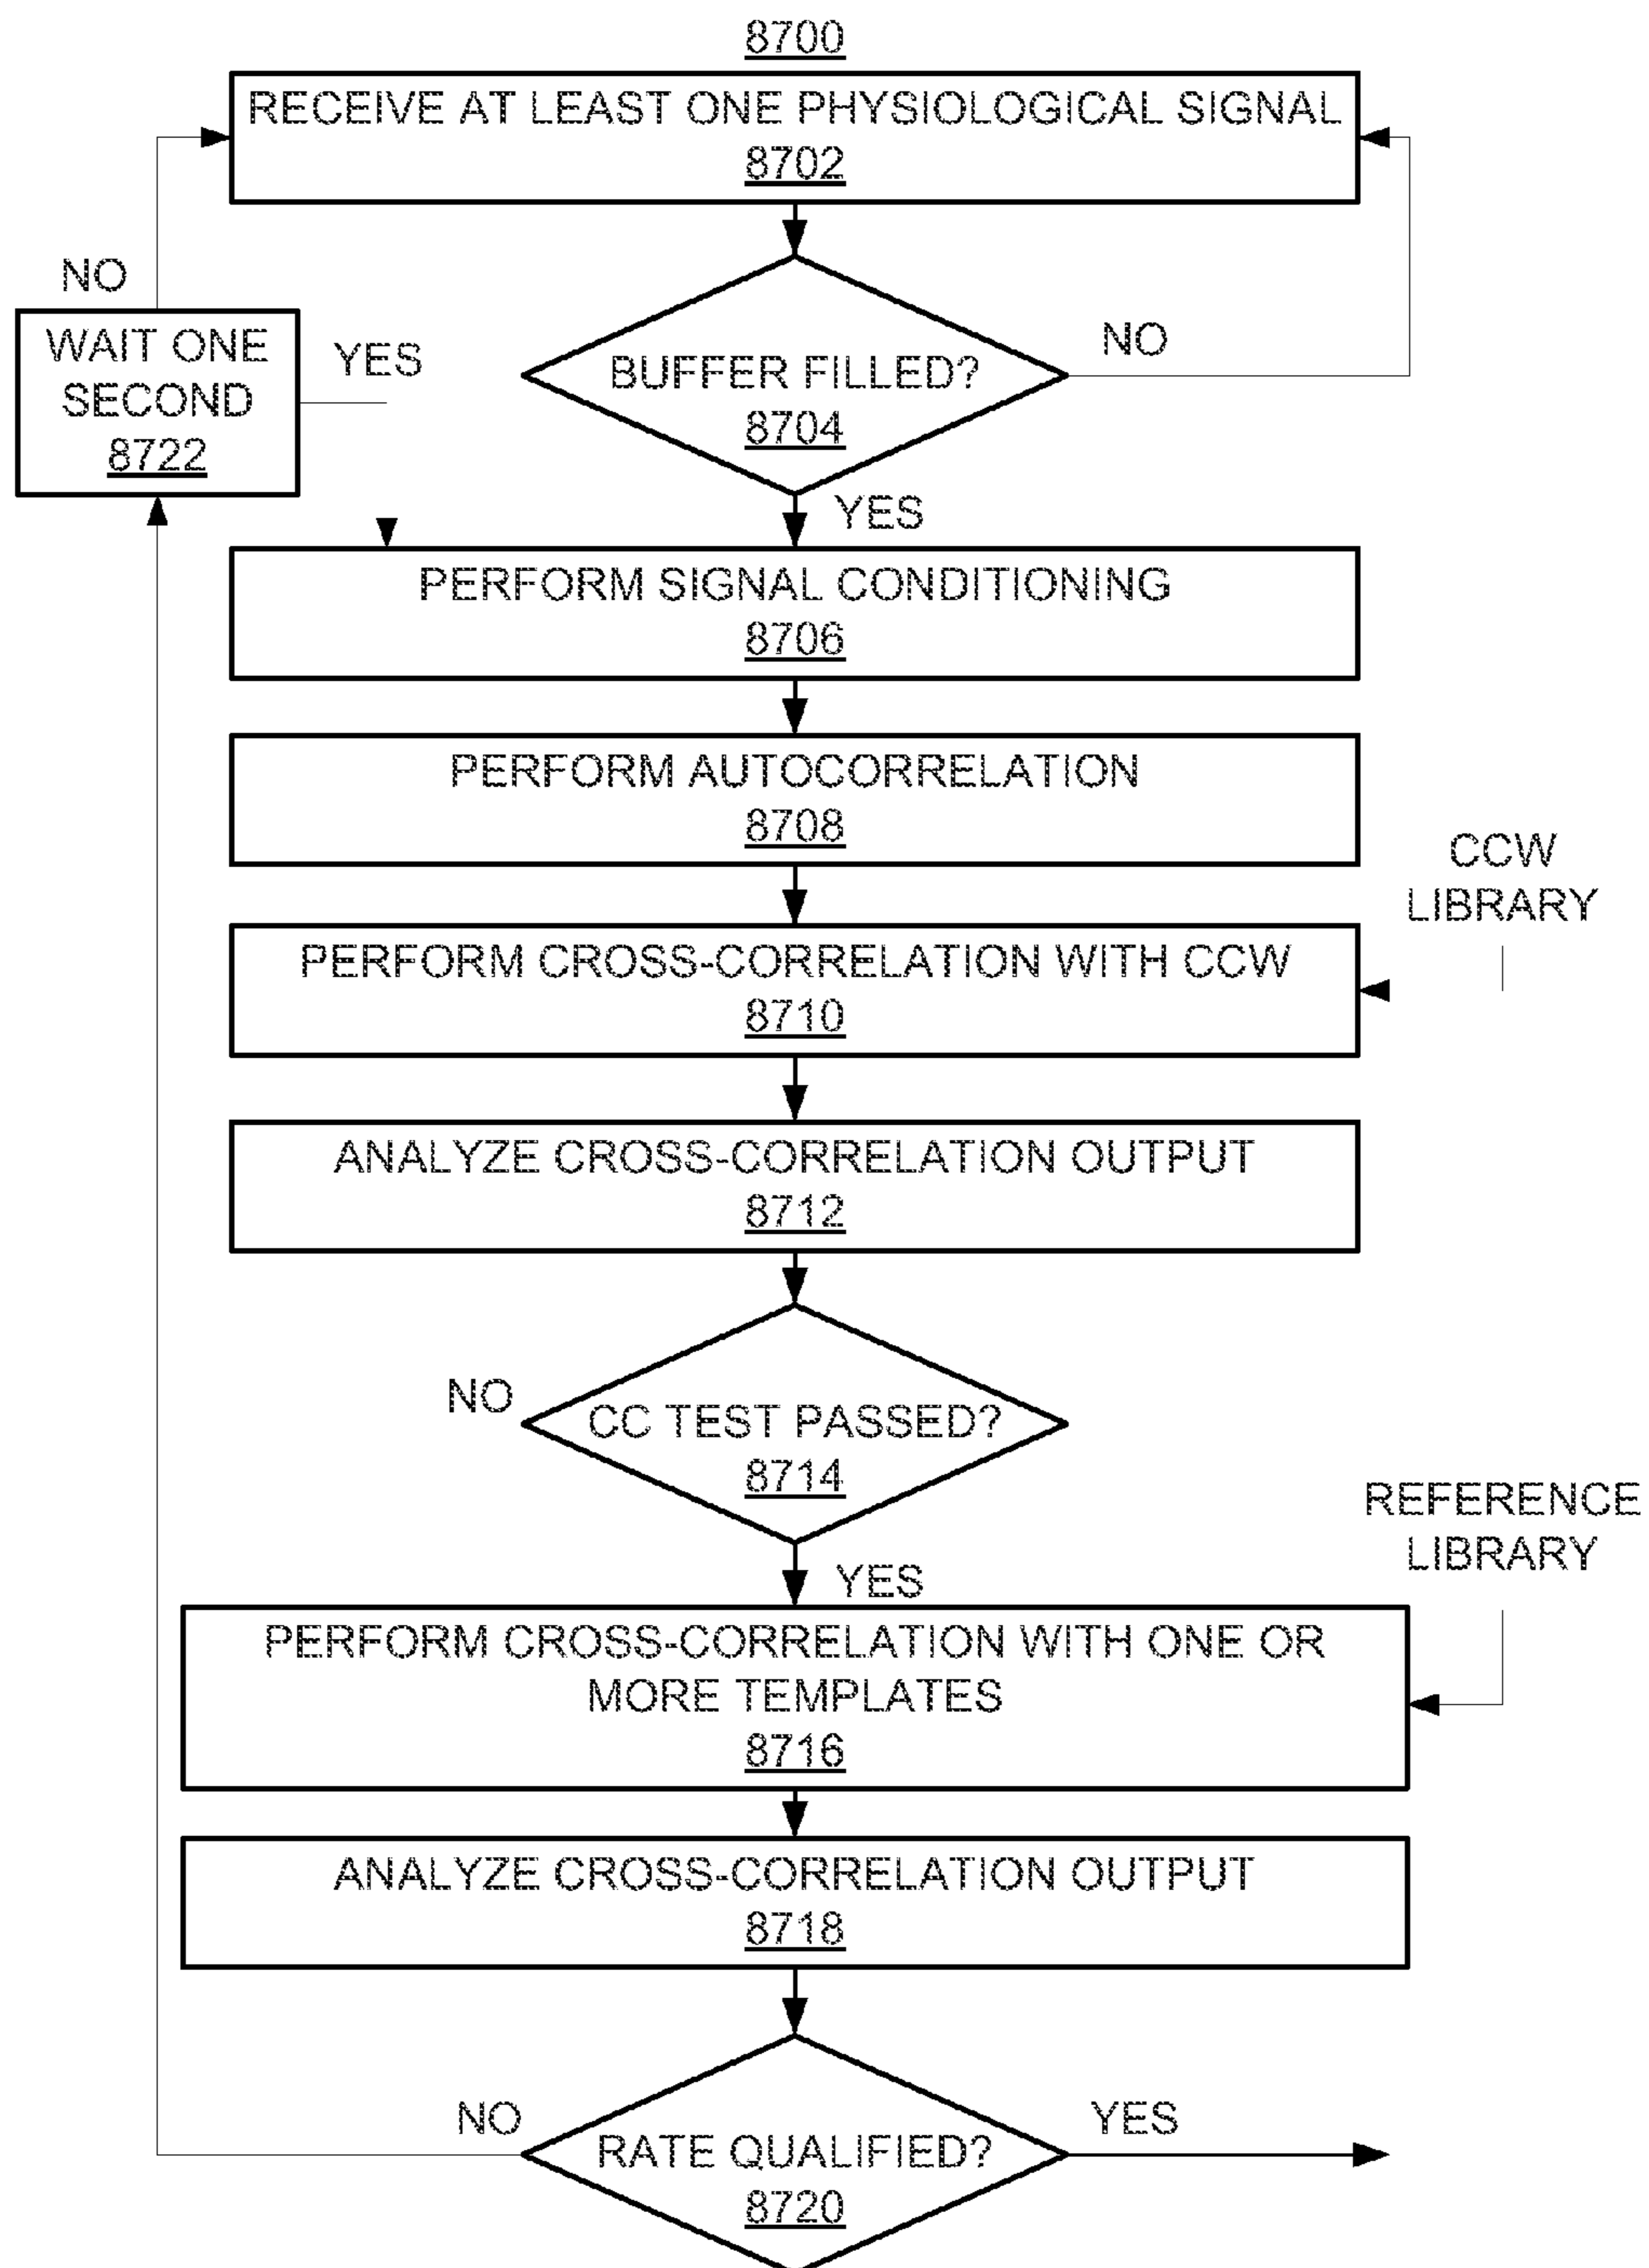 8700
RECEIVE AT LEAST ONE PHYSIOLOGICAL SIGNAL
8702
NO
WAIT ONE
SECOND
8722
YES
BUFFER FILLED?
8704
NO
YES
PERFORM SIGNAL CONDITIONING
8706
PERFORM AUTOCORRELATION
8708
CCW
LIBRARY
PERFORM CROSS-CORRELATION WITH CCW
8710
ANALYZE CROSS-CORRELATION OUTPUT
8712
NO
CC TEST PASSED?
8714
YES
REFERENCE
LIBRARY
PERFORM CROSS-CORRELATION WITH ONE OR
MORE TEMPLATES
8716
ANALYZE CROSS-CORRELATION OUTPUT
8718
NO
RATE QUALIFIED?
8720
YES